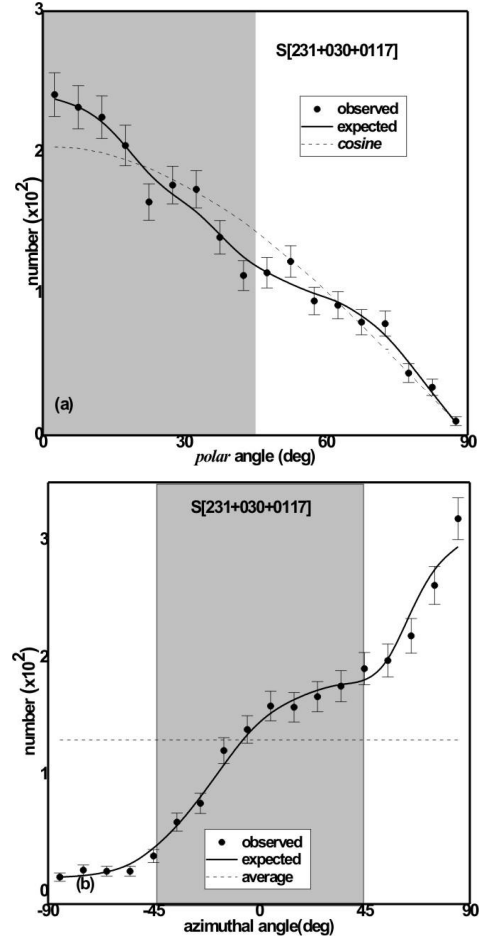 3
S[231+030+0117]
observed
expected
cosine
2
number (x10²)
1
(a)
0
0 30 60 90
polar angle(deg)
S[231+030+0117]
3
2
number (x10²)
1
observed
expected
average
(b)
0
-90 -45 0 45 90
azimuthal angle(deg)